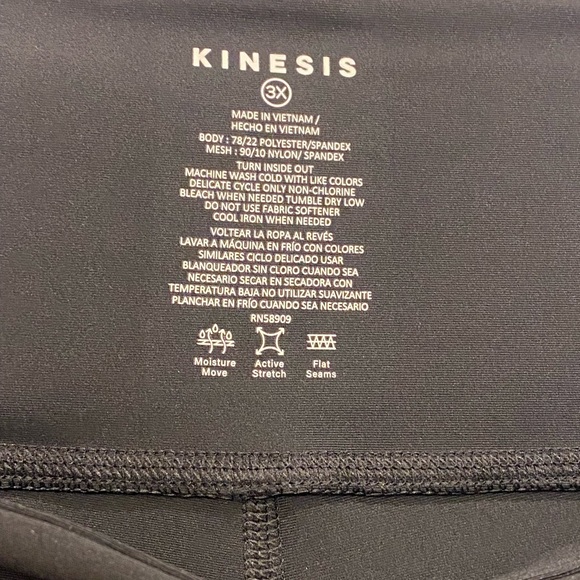 KINESIS
3X
MADE IN VIETNAM /
HECHO EN VIETNAM
BODY : 78/22 POLYESTER/SPANDEX
MESH : 90/10 NYLON/ SPANDEX
TURN INSIDE OUT
MACHINE WASH COLD WITH LIKE COLORS
DELICATE CYCLE ONLY NON-CHLORINE
BLEACH WHEN NEEDED TUMBLE DRY LOW
DO NOT USE FABRIC SOFTENER
COOL IRON WHEN NEEDED
VOLTEAR LA ROPA AL REVÉS
LAVAR A MÁQUINA EN FRÍO CON COLORES
SIMILARES CICLO DELICADO USAR
BLANQUEADOR SIN CLORO CUANDO SEA
NECESARIO SECAR EN SECADORA CON
TEMPERATURA BAJA NO UTILIZAR SUAVIZANTE
PLANCHAR EN FRÍO CUANDO SEA NECESARIO
RN58909
Moisture Active Flat
Move Stretch Seams